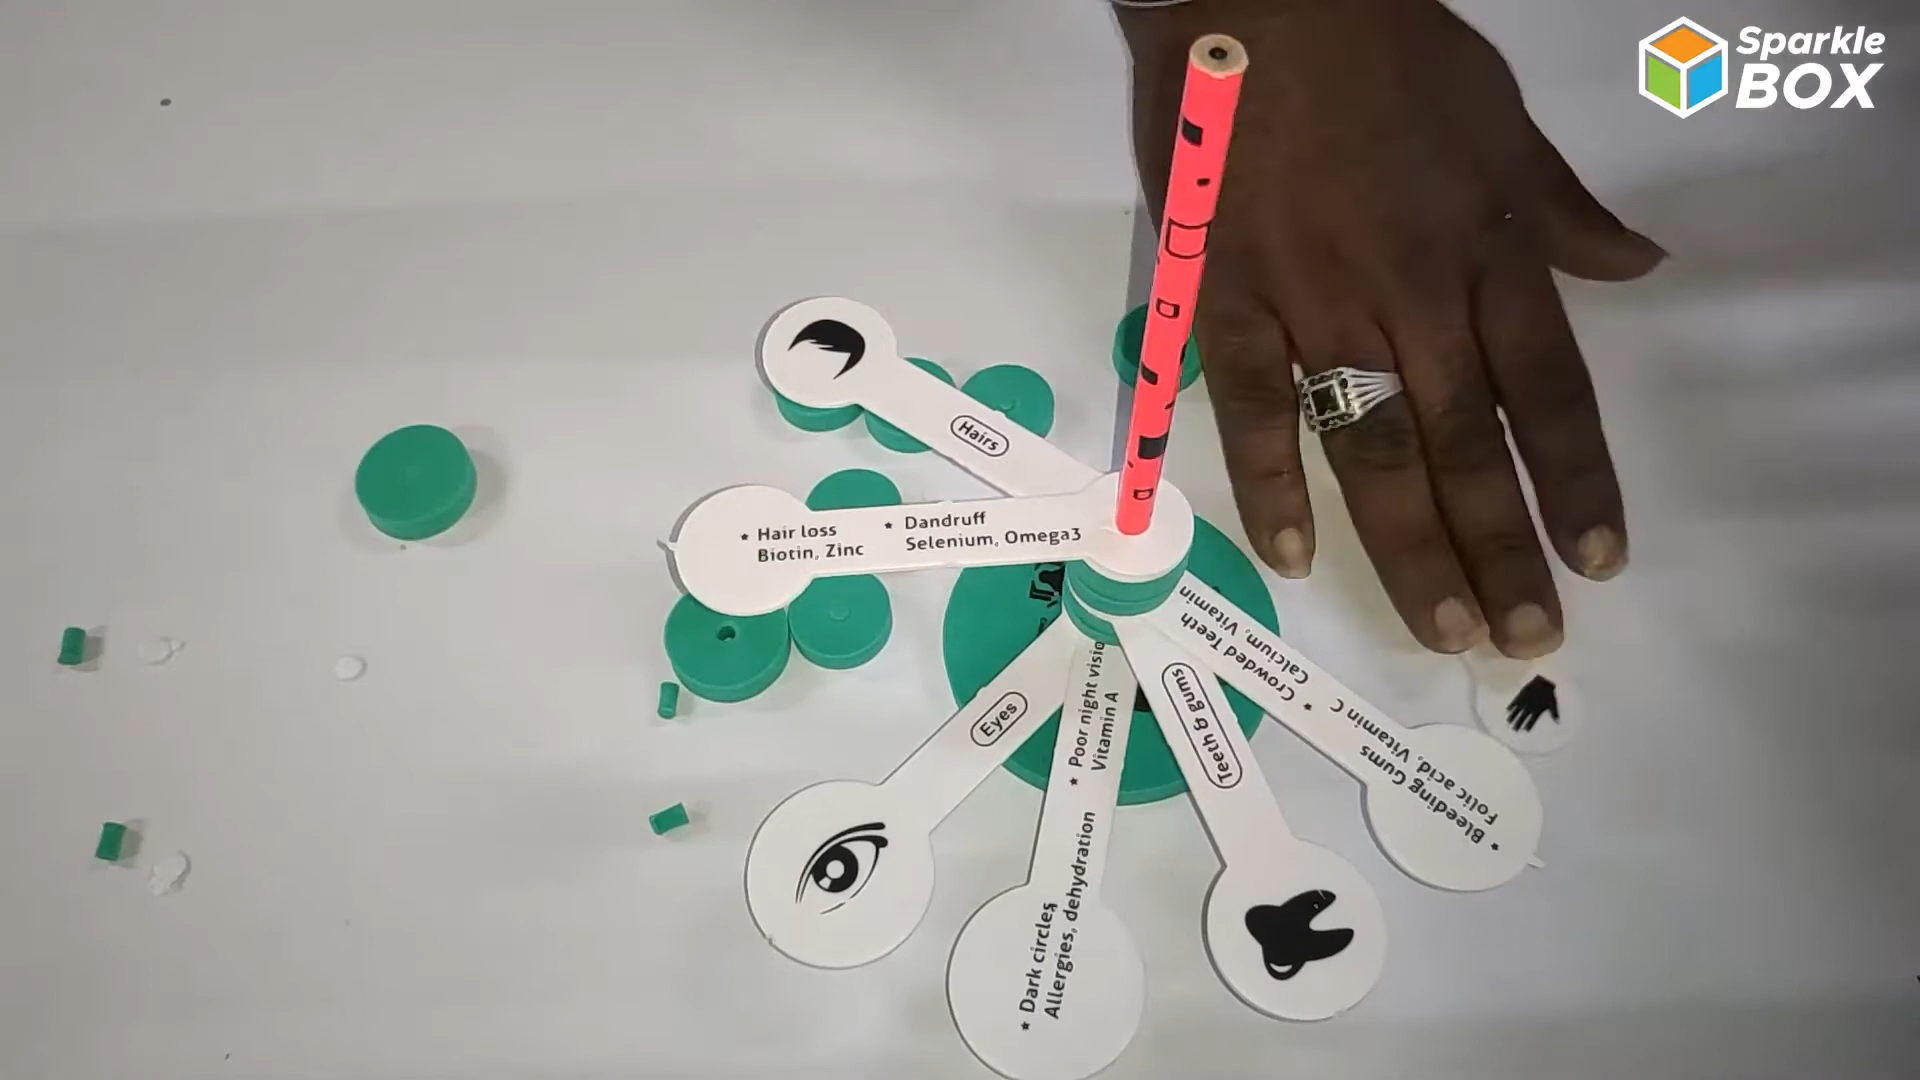 Sparkle
BOX
Hairs
* Hair loss
Biotin, Zinc
* Dandruff
Selenium, Omega3
Eyes
* Poor night visio
Vitamin A
* Dark circles
Allergies, dehydration
Teeth & gums
* Crowded Teeth
Calcium, Vitamin
* Bleeding Gums
Folic acid, Vitamin C